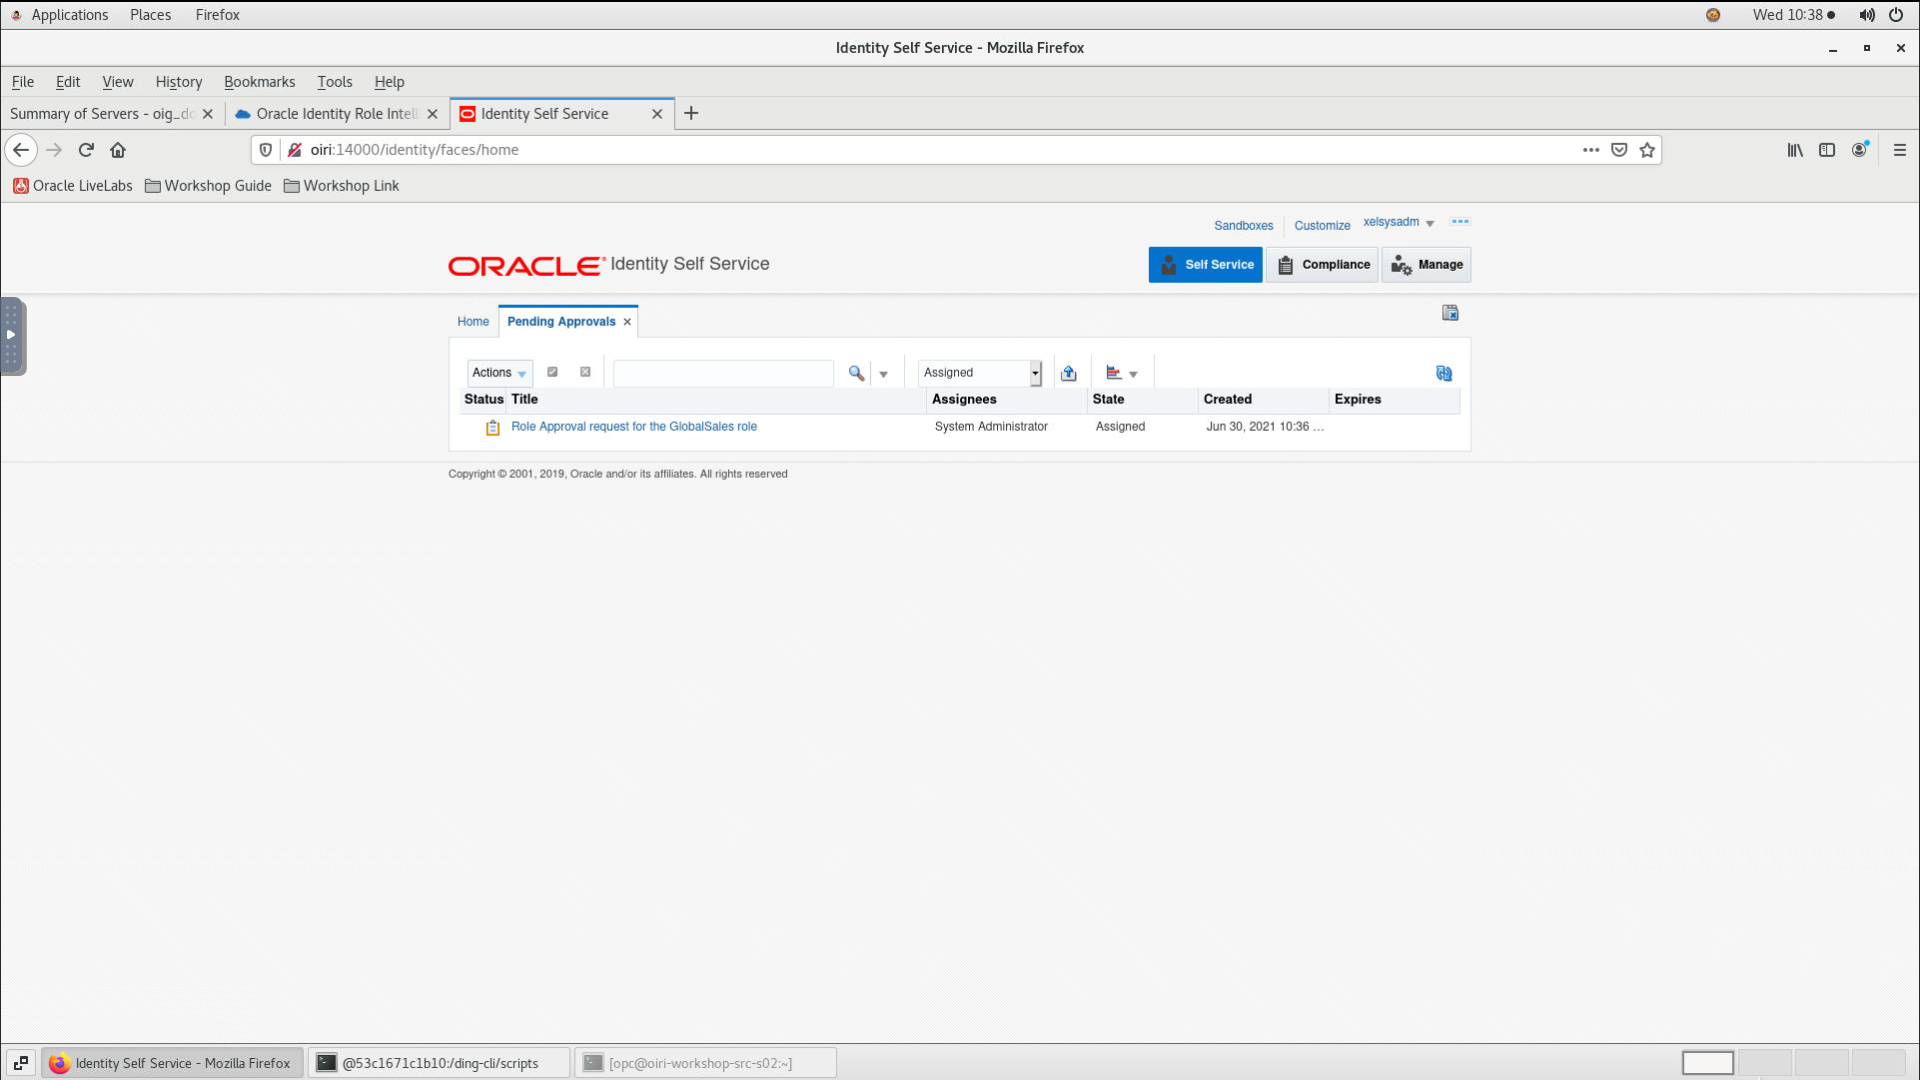 Applications Places Firefox Wed 10:38
Identity Self Service - Mozilla Firefox
File Edit View History Bookmarks Tools Help
Summary of Servers - oig_do Oracle Identity Role Intell Identity Self Service
oiri:14000/identity/faces/home
Oracle LiveLabs Workshop Guide Workshop Link
Sandboxes Customize xelsysadm
ORACLE Identity Self Service Self Service Compliance Manage
Home Pending Approvals
Actions Assigned
Status Title Assignees State Created Expires
Role Approval request for the GlobalSales role System Administrator Assigned Jun 30, 2021 10:36 ...
Copyright © 2001, 2019, Oracle and/or its affiliates. All rights reserved
Identity Self Service - Mozilla Firefox @53c1671c1b10:/ding-cli/scripts [opc@oiri-workshop-src-s02:~]